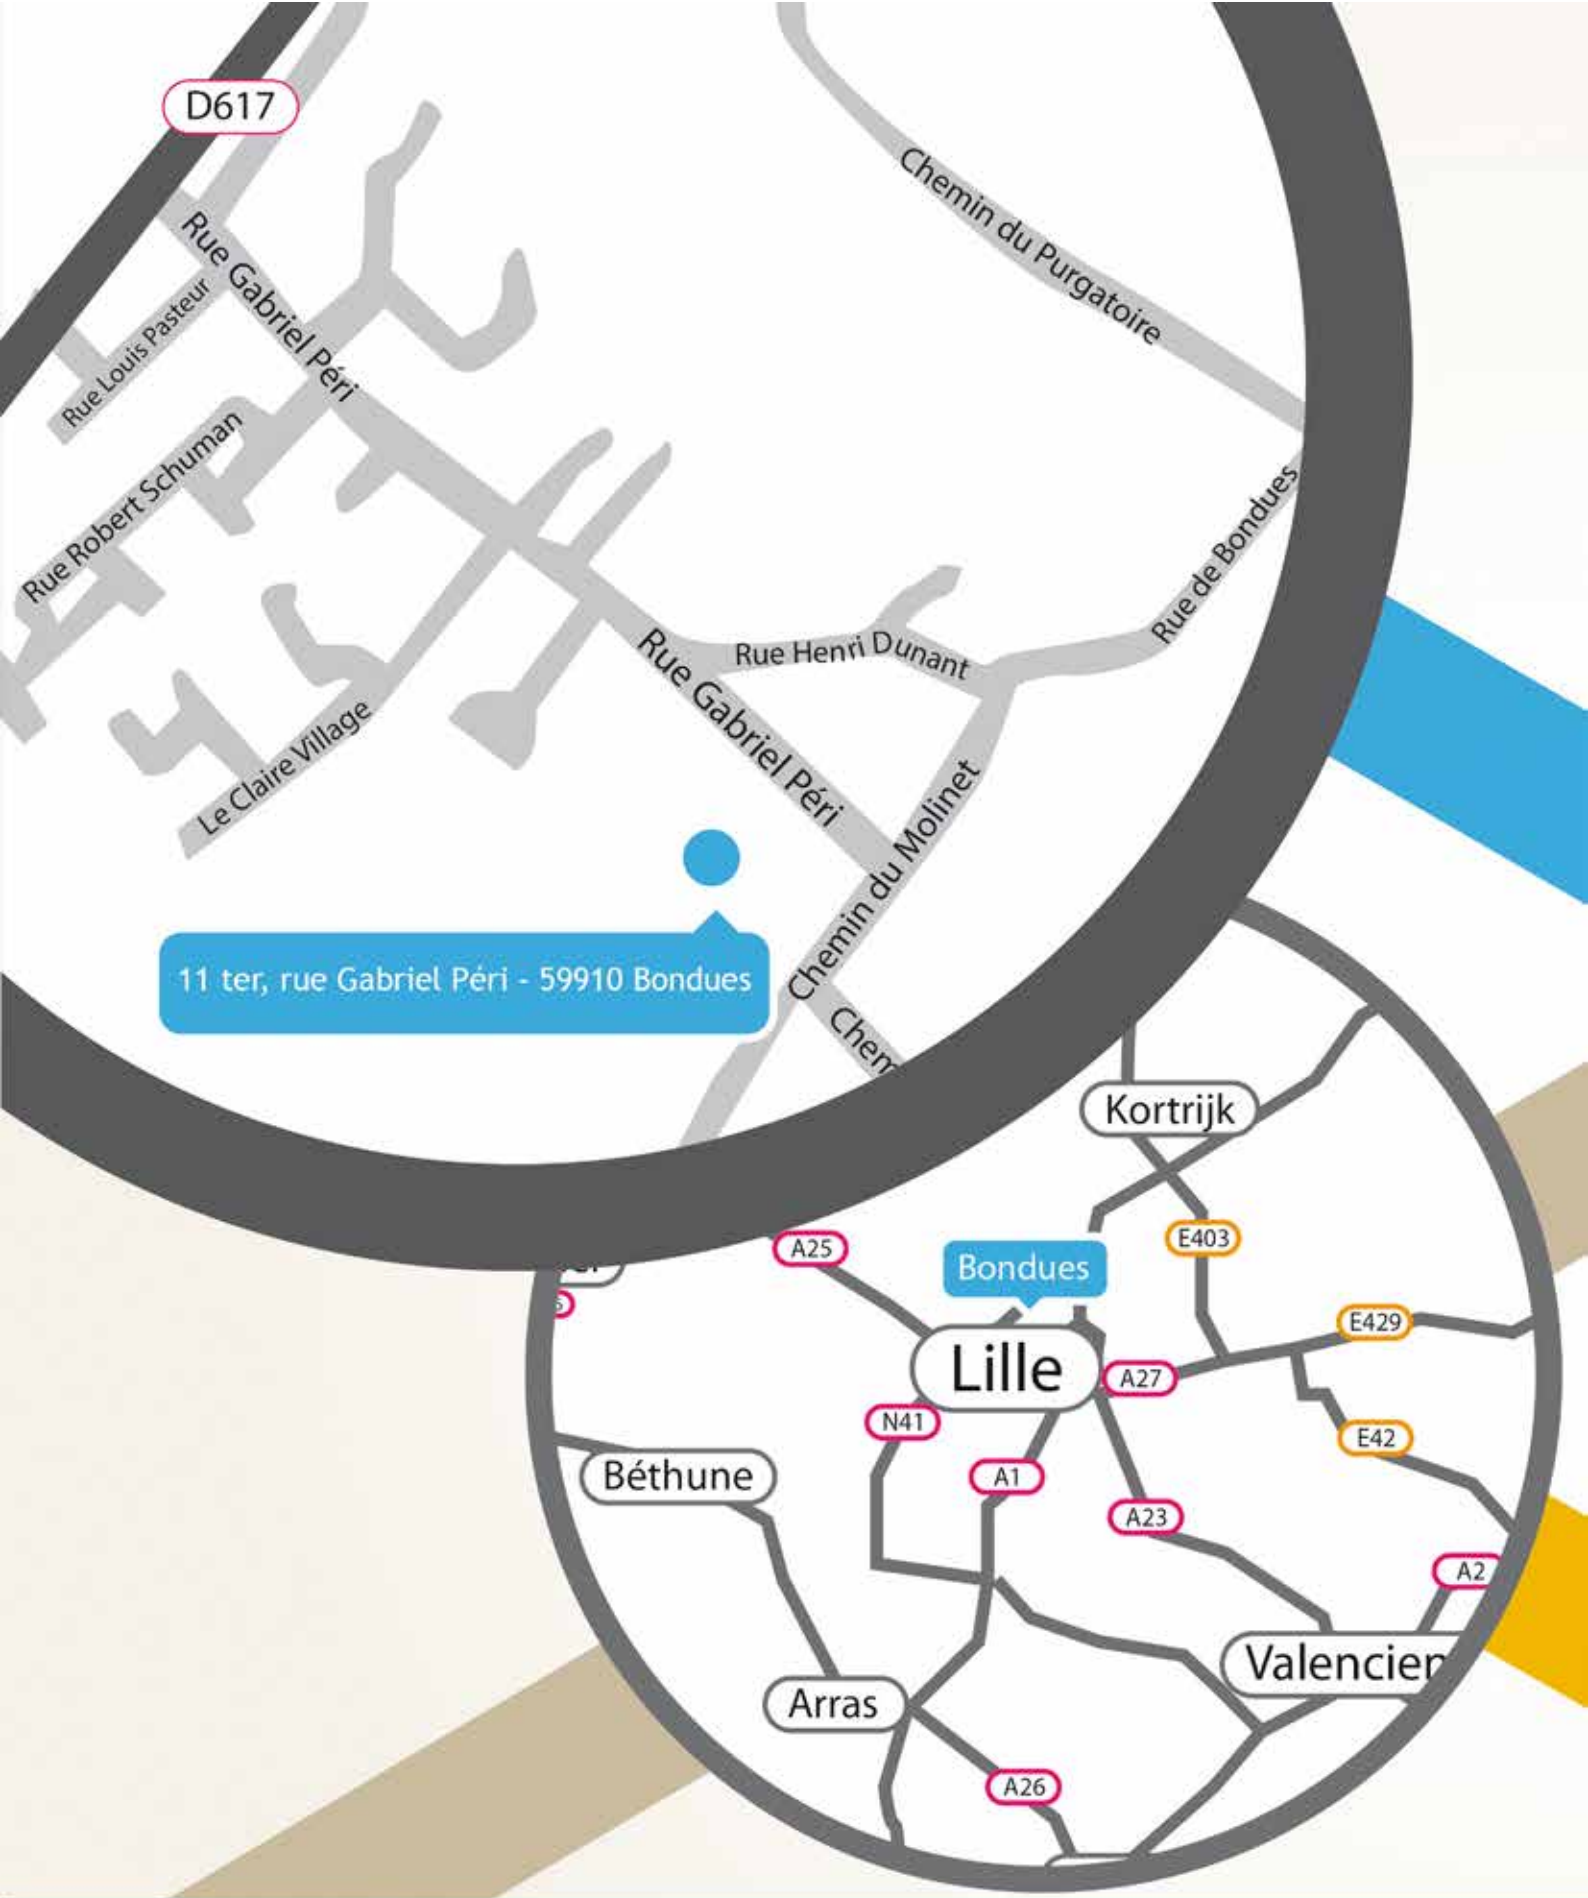 D617
Chemin du Purgatoire
Rue Gabriel Péri
Rue Louis Pasteur
Rue Robert Schuman
Rue de Bondues
Rue Henri Dunant
Rue Gabriel Péri
Le Claire Village
Chemin du Molinet
11 ter, rue Gabriel Péri - 59910 Bondues
Chem
Kortrijk
E403
A25
Bondues
E429
Lille
A27
N41
E42
Béthune
A1
A23
A2
Valencien
Arras
A26